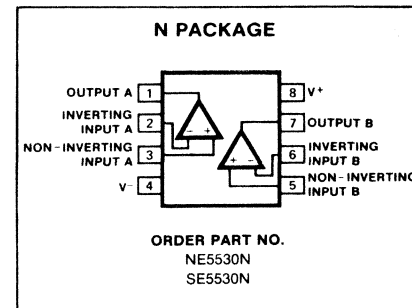 N PACKAGE
OUTPUT A 1
8 V+
INVERTING
INPUT A 2
7 OUTPUT B
NON-INVERTING
INPUT A 3
6 INVERTING
INPUT B
V- 4
5 NON-INVERTING
INPUT B
- +
+ -
ORDER PART NO.
NE5530N
SE5530N